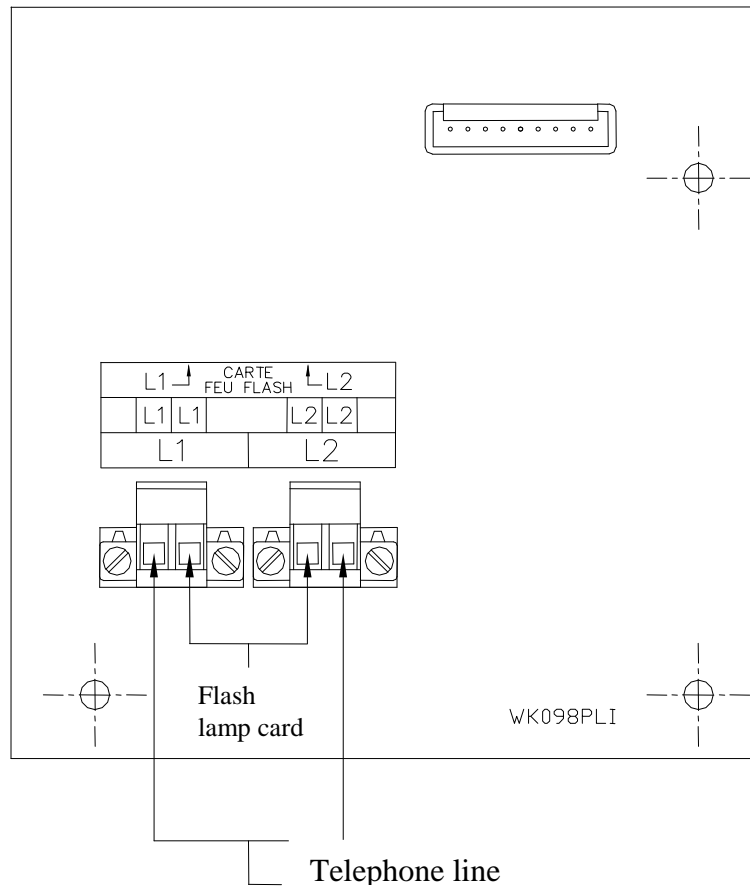 L1 CARTE L2
FEU FLASH
L1 L1 L2 L2
L1 L2
Flash
lamp card
WK098PLI
Telephone line